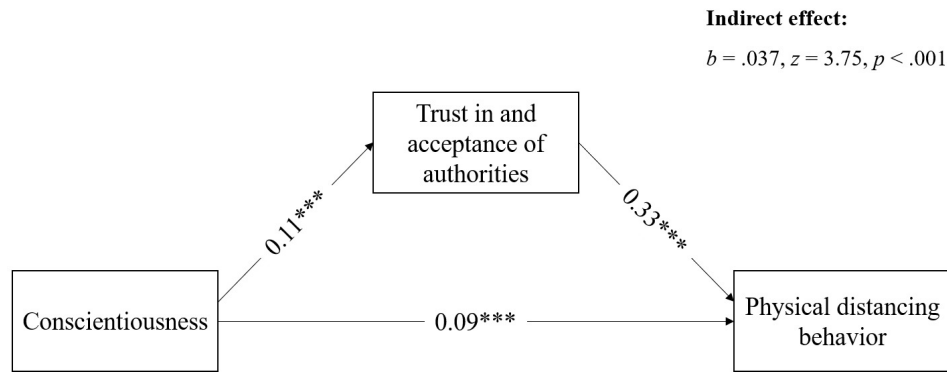 Indirect effect:
b = .037, z = 3.75, p < .001
Trust in and
acceptance of
authorities
0.11***
0.33***
Conscientiousness
0.09***
Physical distancing
behavior